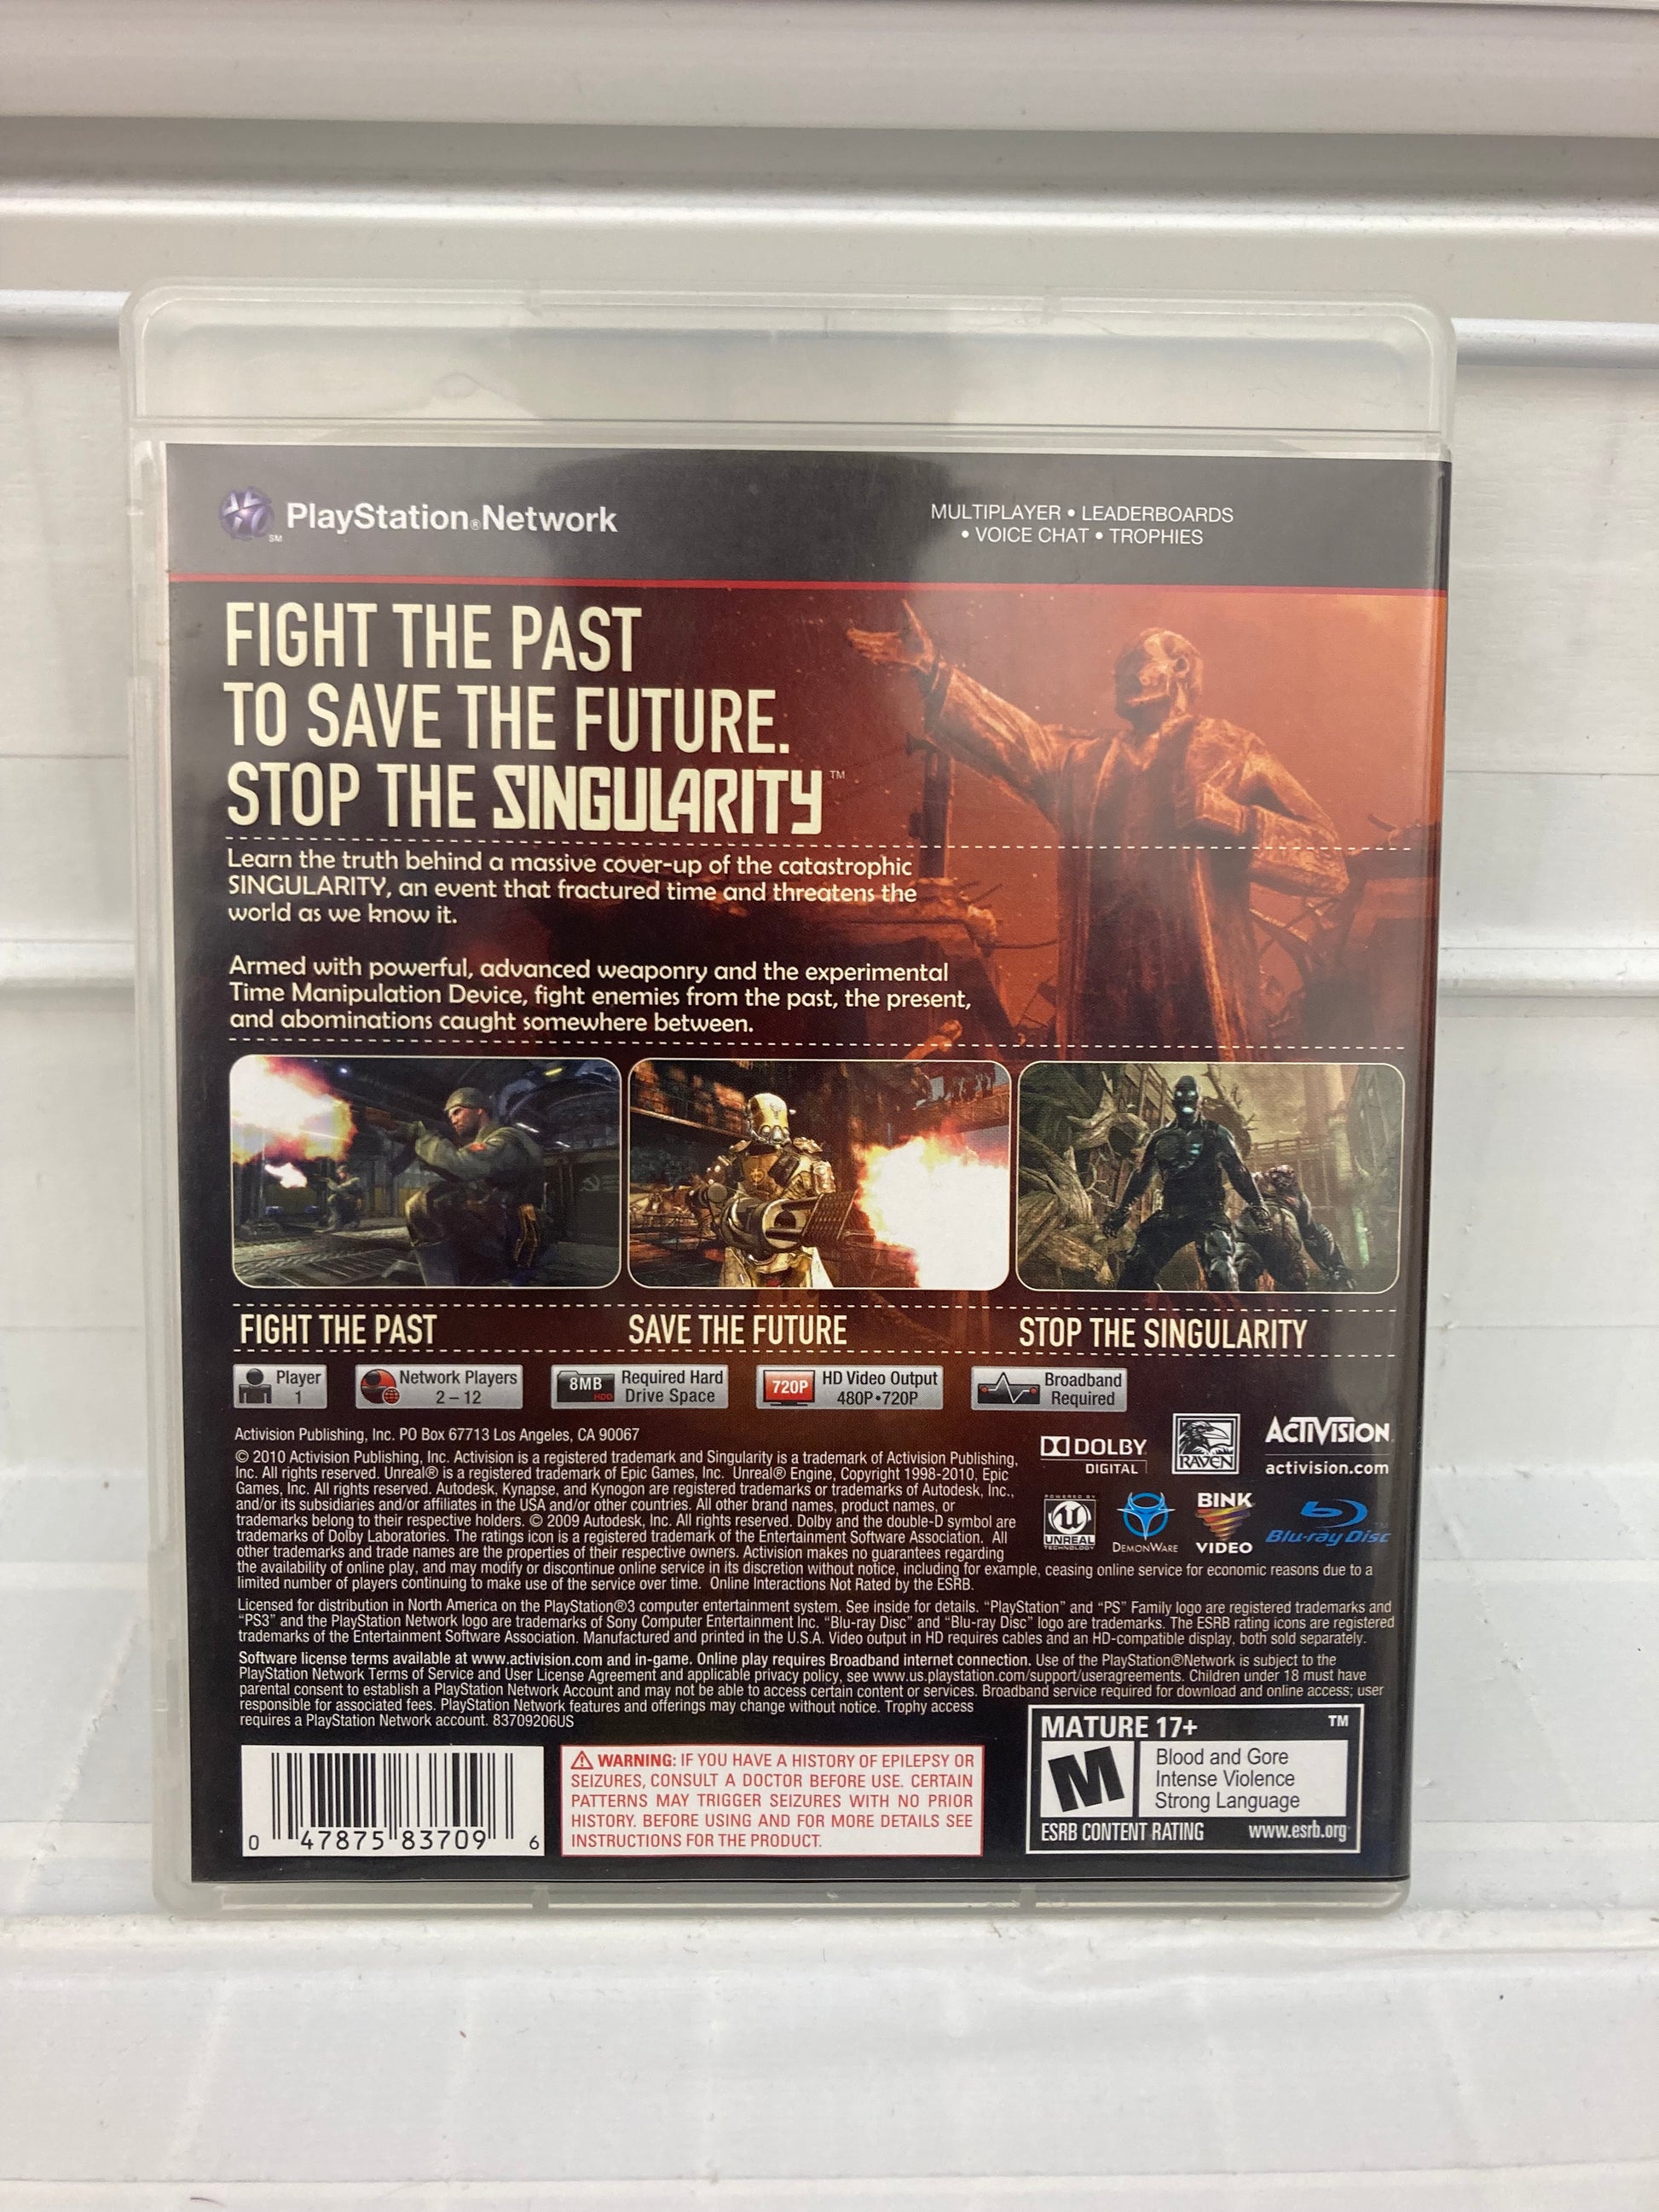 PlayStation®Network
SM
MULTIPLAYER • LEADERBOARDS
• VOICE CHAT • TROPHIES
FIGHT THE PAST
TO SAVE THE FUTURE.
STOP THE SINGULARITY™
Learn the truth behind a massive cover-up of the catastrophic
SINGULARITY, an event that fractured time and threatens the
world as we know it.
Armed with powerful, advanced weaponry and the experimental
Time Manipulation Device, fight enemies from the past, the present,
and abominations caught somewhere between.
FIGHT THE PAST
SAVE THE FUTURE
STOP THE SINGULARITY
Player
1
Network Players
2 – 12
8MB
HDD
Required Hard
Drive Space
720P
HD Video Output
480P•720P
Broadband
Required
Activision Publishing, Inc. PO Box 67713 Los Angeles, CA 90067
© 2010 Activision Publishing, Inc. Activision is a registered trademark and Singularity is a trademark of Activision Publishing,
Inc. All rights reserved. Unreal® is a registered trademark of Epic Games, Inc. Unreal® Engine, Copyright 1998-2010, Epic
Games, Inc. All rights reserved. Autodesk, Kynapse, and Kynogon are registered trademarks or trademarks of Autodesk, Inc.,
and/or its subsidiaries and/or affiliates in the USA and/or other countries. All other brand names, product names, or
trademarks belong to their respective holders. © 2009 Autodesk, Inc. All rights reserved. Dolby and the double-D symbol are
trademarks of Dolby Laboratories. The ratings icon is a registered trademark of the Entertainment Software Association. All
other trademarks and trade names are the properties of their respective owners. Activision makes no guarantees regarding
the availability of online play, and may modify or discontinue online service in its discretion without notice, including for example, ceasing online service for economic reasons due to a
limited number of players continuing to make use of the service over time. Online Interactions Not Rated by the ESRB.
DOLBY
DIGITAL
RAVEN
ACTIVISION
activision.com
POWERED BY
UNREAL
TECHNOLOGY
DEMONWARE
BINK
VIDEO
Blu-ray Disc
Licensed for distribution in North America on the PlayStation®3 computer entertainment system. See inside for details. “PlayStation” and “PS” Family logo are registered trademarks and
“PS3” and the PlayStation Network logo are trademarks of Sony Computer Entertainment Inc. “Blu-ray Disc” and “Blu-ray Disc” logo are trademarks. The ESRB rating icons are registered
trademarks of the Entertainment Software Association. Manufactured and printed in the U.S.A. Video output in HD requires cables and an HD-compatible display, both sold separately.
Software license terms available at www.activision.com and in-game. Online play requires Broadband internet connection. Use of the PlayStation®Network is subject to the
PlayStation Network Terms of Service and User License Agreement and applicable privacy policy, see www.us.playstation.com/support/useragreements. Children under 18 must have
parental consent to establish a PlayStation Network Account and may not be able to access certain content or services. Broadband service required for download and online access; user
responsible for associated fees. PlayStation Network features and offerings may change without notice. Trophy access
requires a PlayStation Network account. 83709206US
0 47875 83709 6
WARNING: IF YOU HAVE A HISTORY OF EPILEPSY OR
SEIZURES, CONSULT A DOCTOR BEFORE USE. CERTAIN
PATTERNS MAY TRIGGER SEIZURES WITH NO PRIOR
HISTORY. BEFORE USING AND FOR MORE DETAILS SEE
INSTRUCTIONS FOR THE PRODUCT.
MATURE 17+ ™
M
Blood and Gore
Intense Violence
Strong Language
ESRB CONTENT RATING www.esrb.org